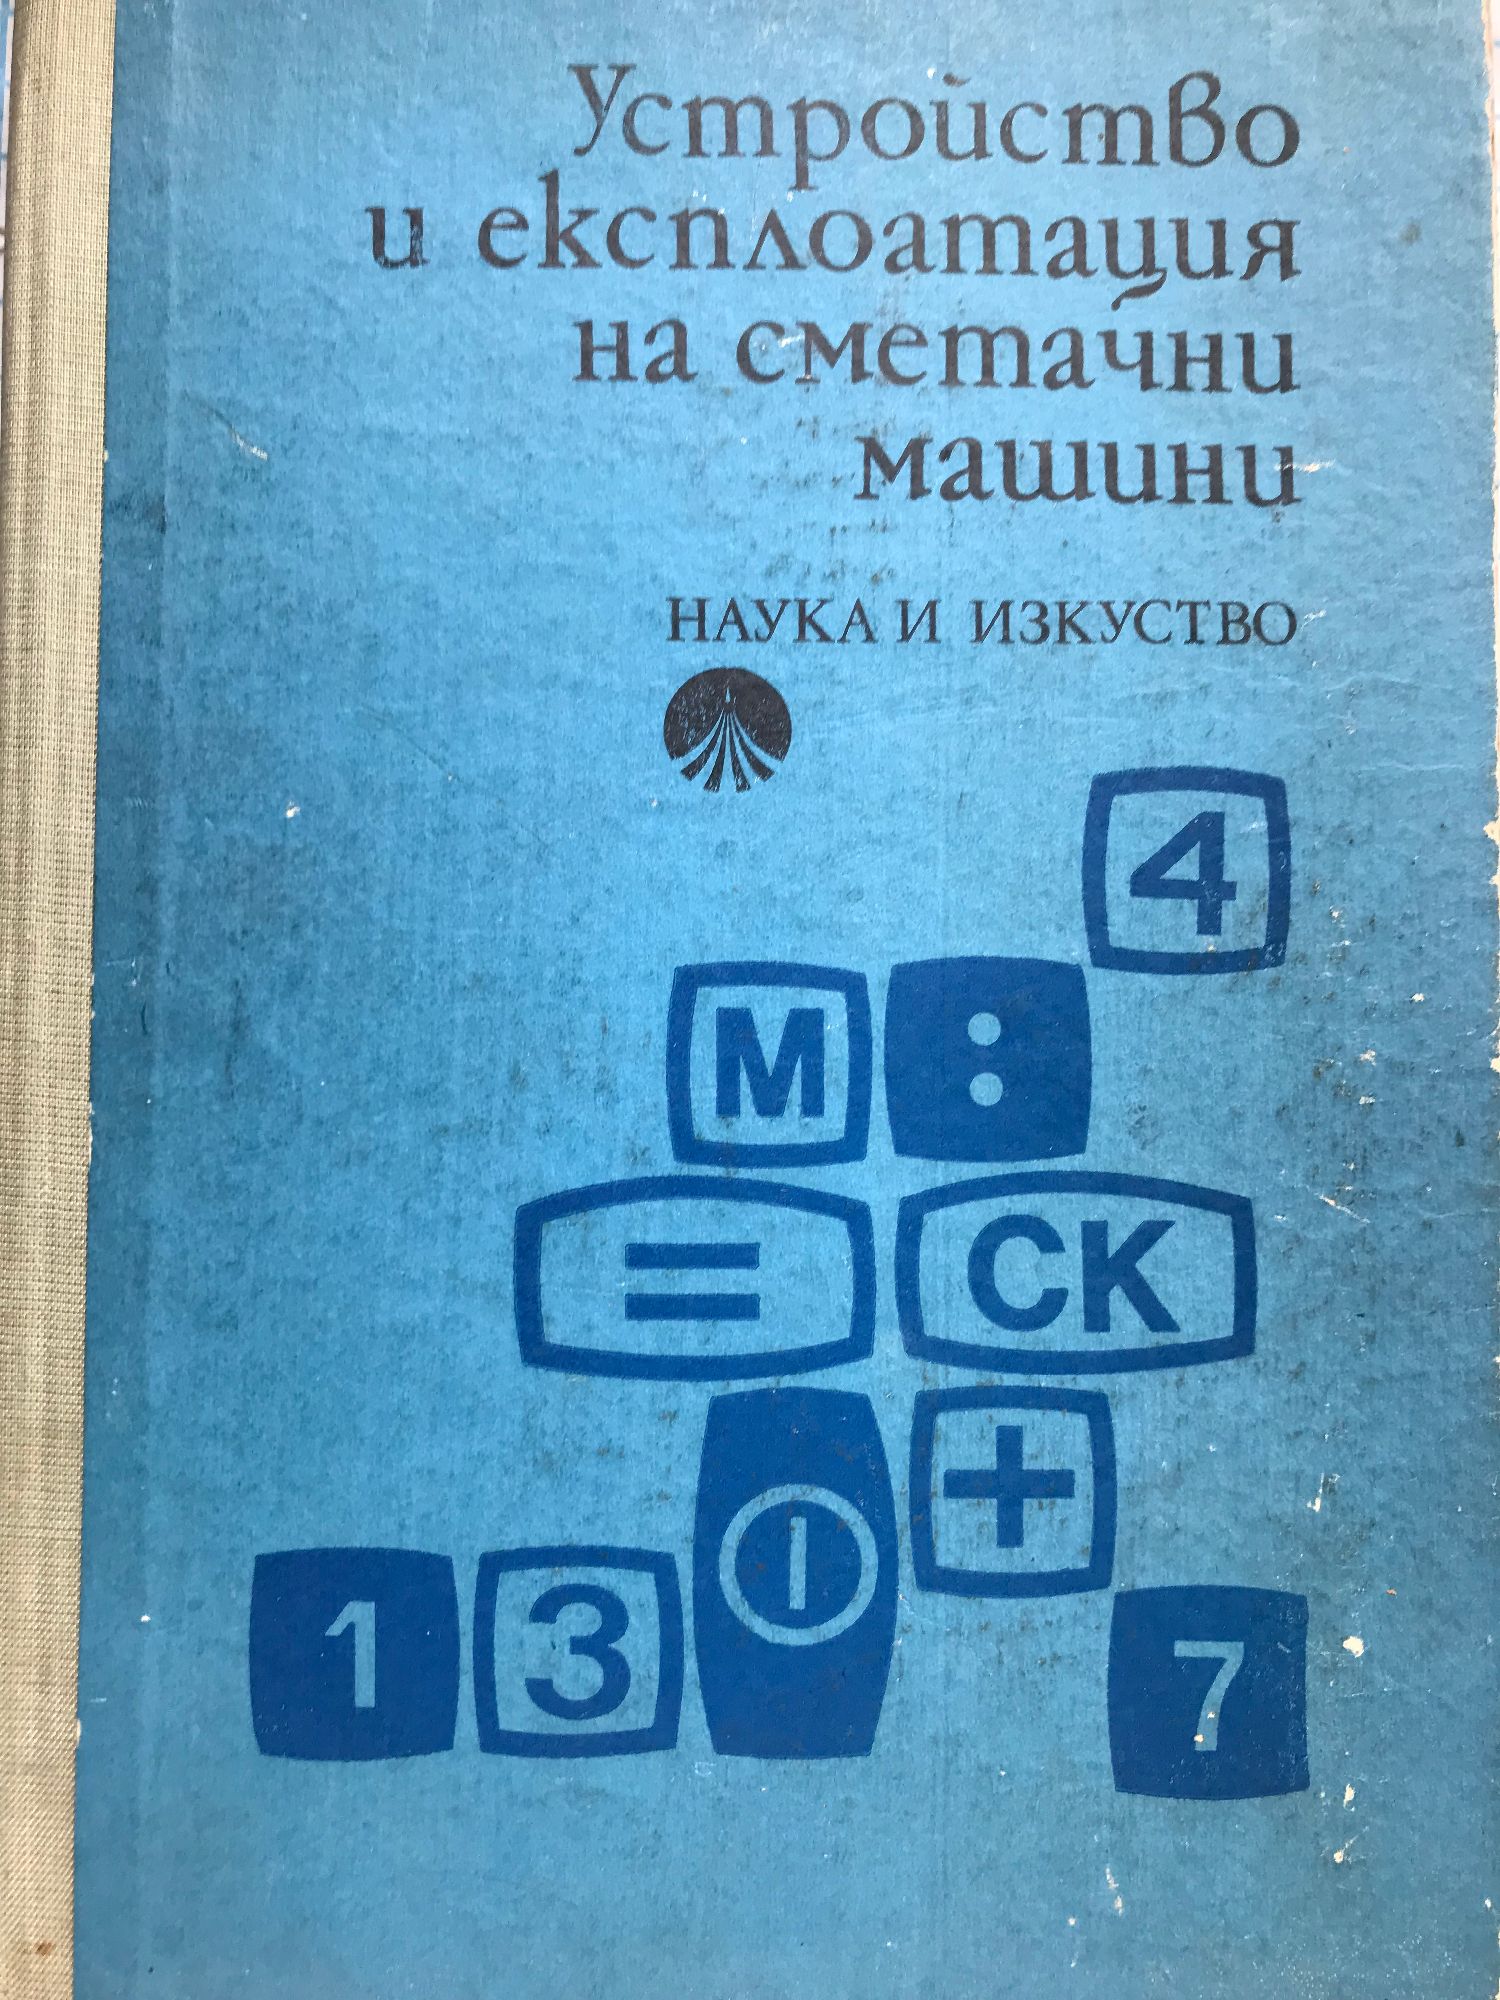 Устройство
и експлоатация
на сметачни
машини
НАУКА И ИЗКУСТВО
4
М :
= СК
+
1 3 I 7